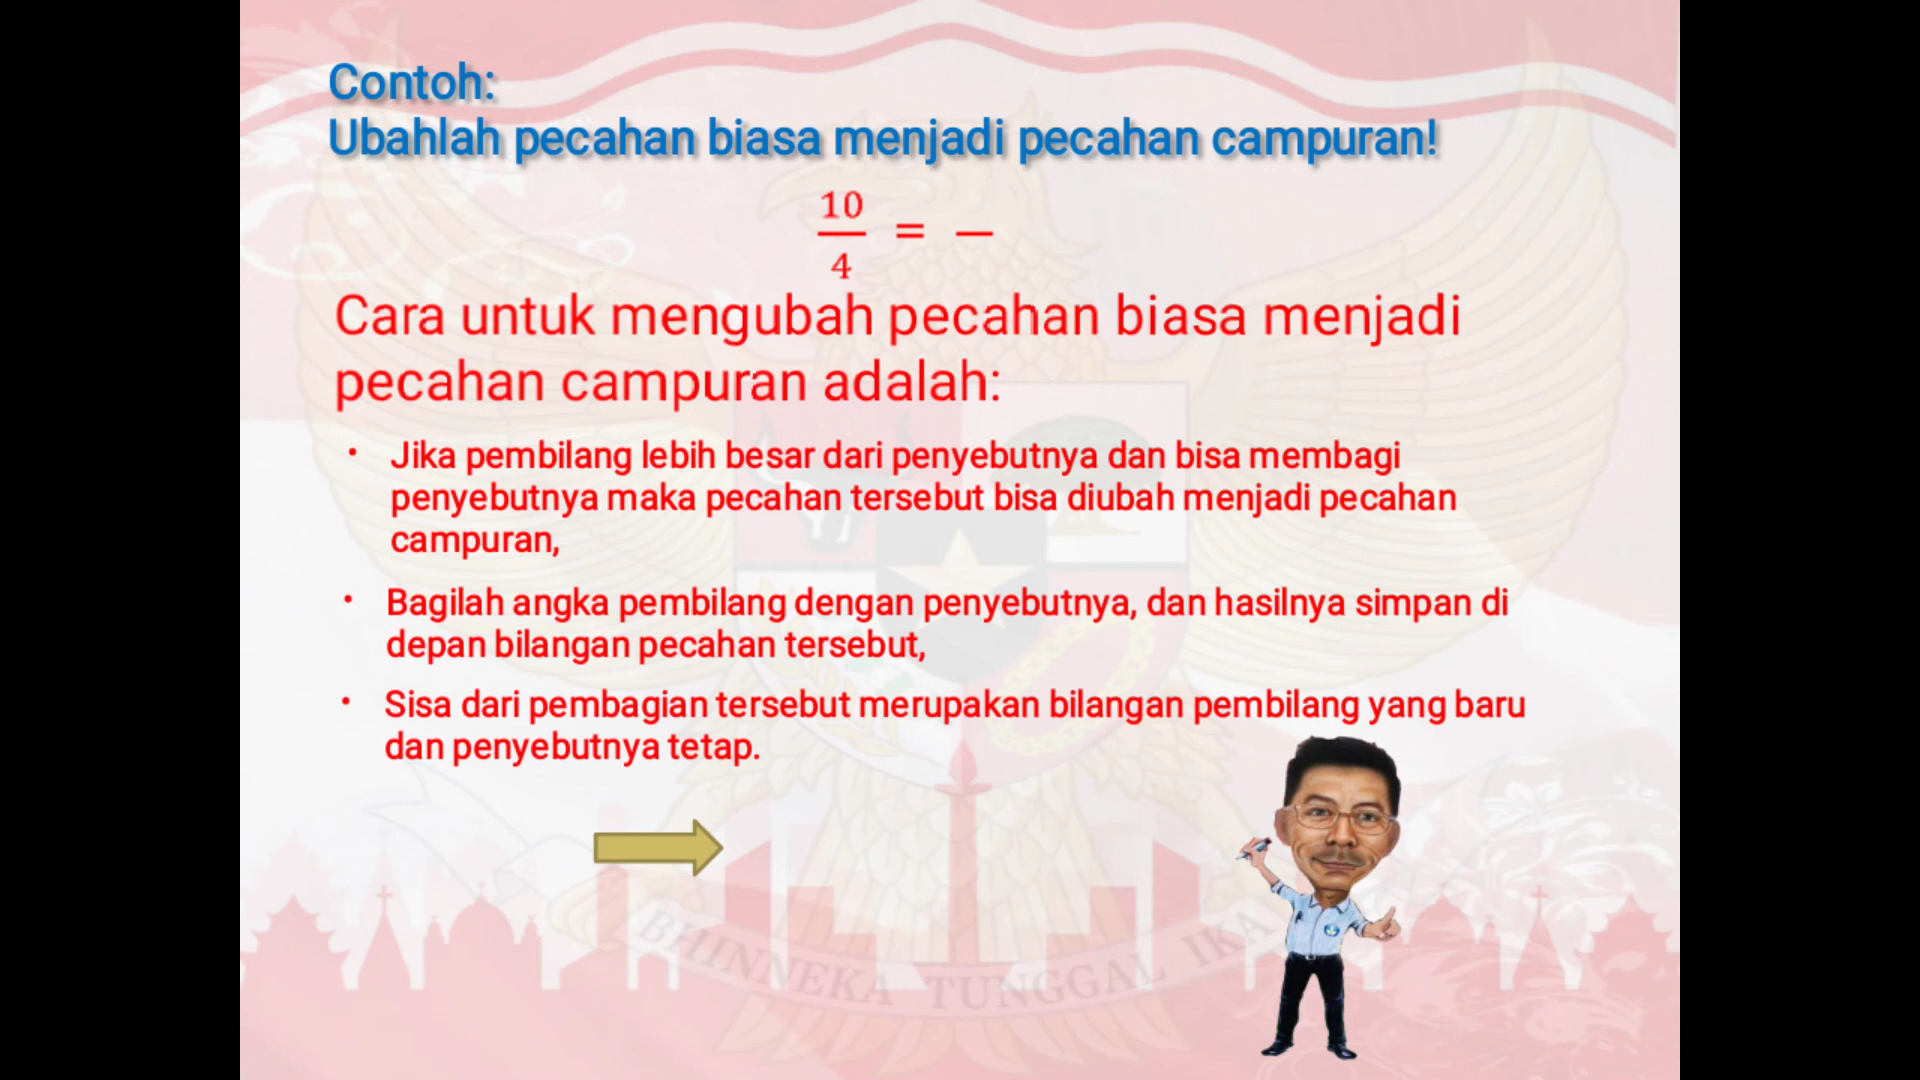 Contoh:
Ubahlah pecahan biasa menjadi pecahan campuran!
10/4 = —
Cara untuk mengubah pecahan biasa menjadi
pecahan campuran adalah:
• Jika pembilang lebih besar dari penyebutnya dan bisa membagi
penyebutnya maka pecahan tersebut bisa diubah menjadi pecahan
campuran,
• Bagilah angka pembilang dengan penyebutnya, dan hasilnya simpan di
depan bilangan pecahan tersebut,
• Sisa dari pembagian tersebut merupakan bilangan pembilang yang baru
dan penyebutnya tetap.
BHINNEKA TUNGGAL IKA